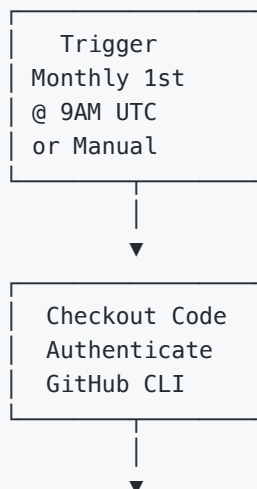 Trigger
Monthly 1st
@ 9AM UTC
or Manual
Checkout Code
Authenticate
GitHub CLI